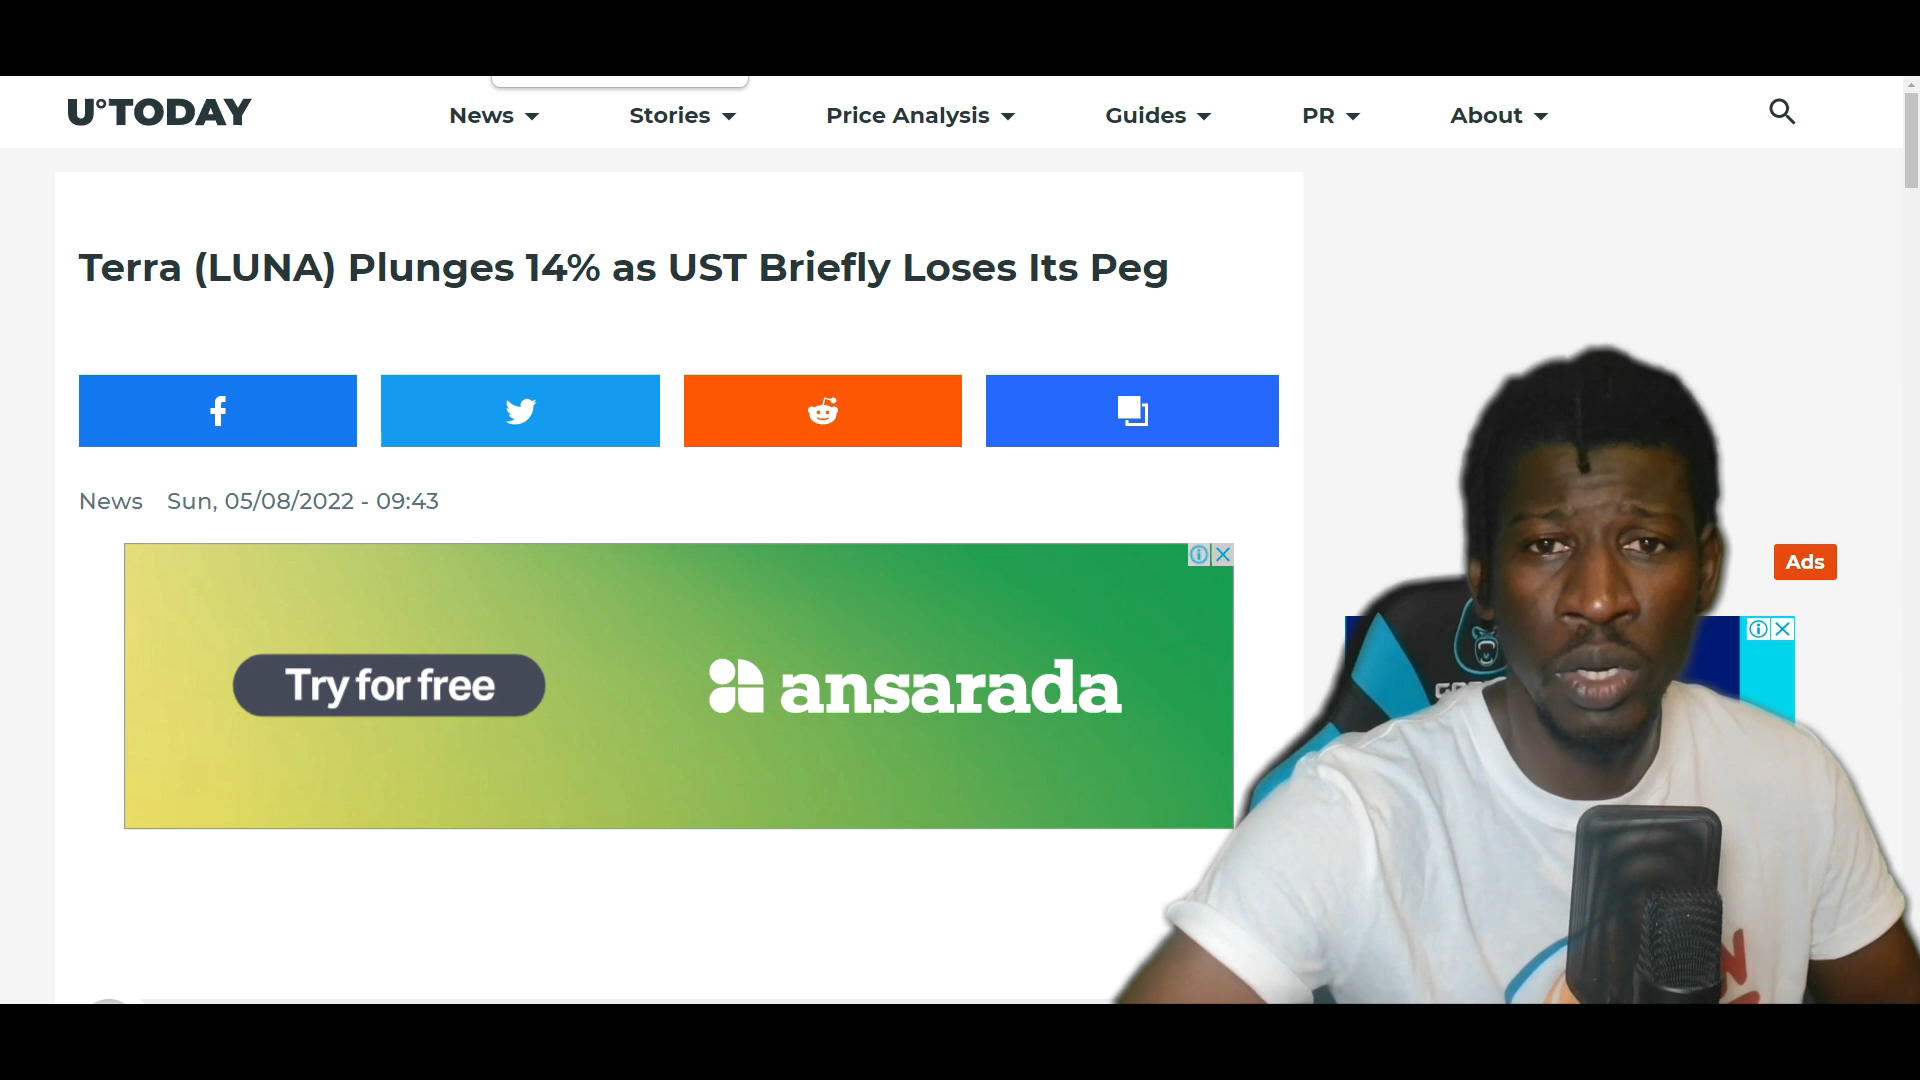 U°TODAY
News
Stories
Price Analysis
Guides
PR
About
Terra (LUNA) Plunges 14% as UST Briefly Loses Its Peg
News Sun, 05/08/2022 - 09:43
Try for free
ansarada
Ads